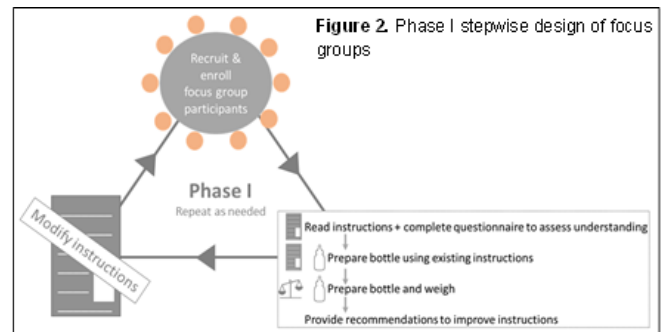 Figure 2. Phase I stepwise design of focus
groups
Recruit &
enroll
focus group
participants
Phase I
Repeat as needed
Modify instructions
Read instructions + complete questionnaire to assess understanding
Prepare bottle using existing instructions
Prepare bottle and weigh
Provide recommendations to improve instructions